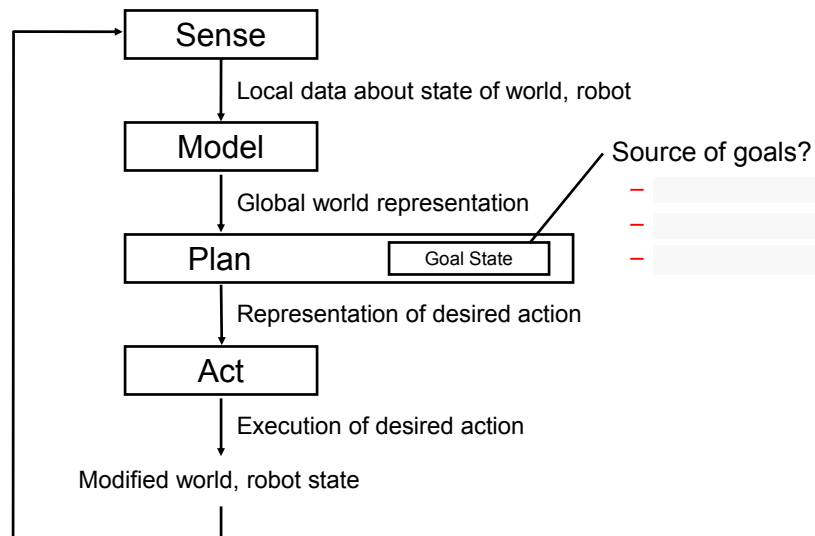 Sense
Local data about state of world, robot
Model
Source of goals?
Global world representation
–
–
–
Plan
Goal State
Representation of desired action
Act
Execution of desired action
Modified world, robot state